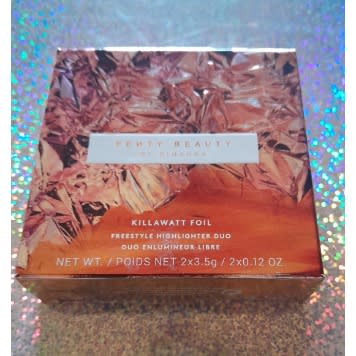 FENTY BEAUTY
BY RIHANNA
KILLAWATT FOIL
FREESTYLE HIGHLIGHTER DUO
DUO ENLUMINEUR LIBRE
NET WT. / POIDS NET 2x3.5g / 2x0.12 OZ